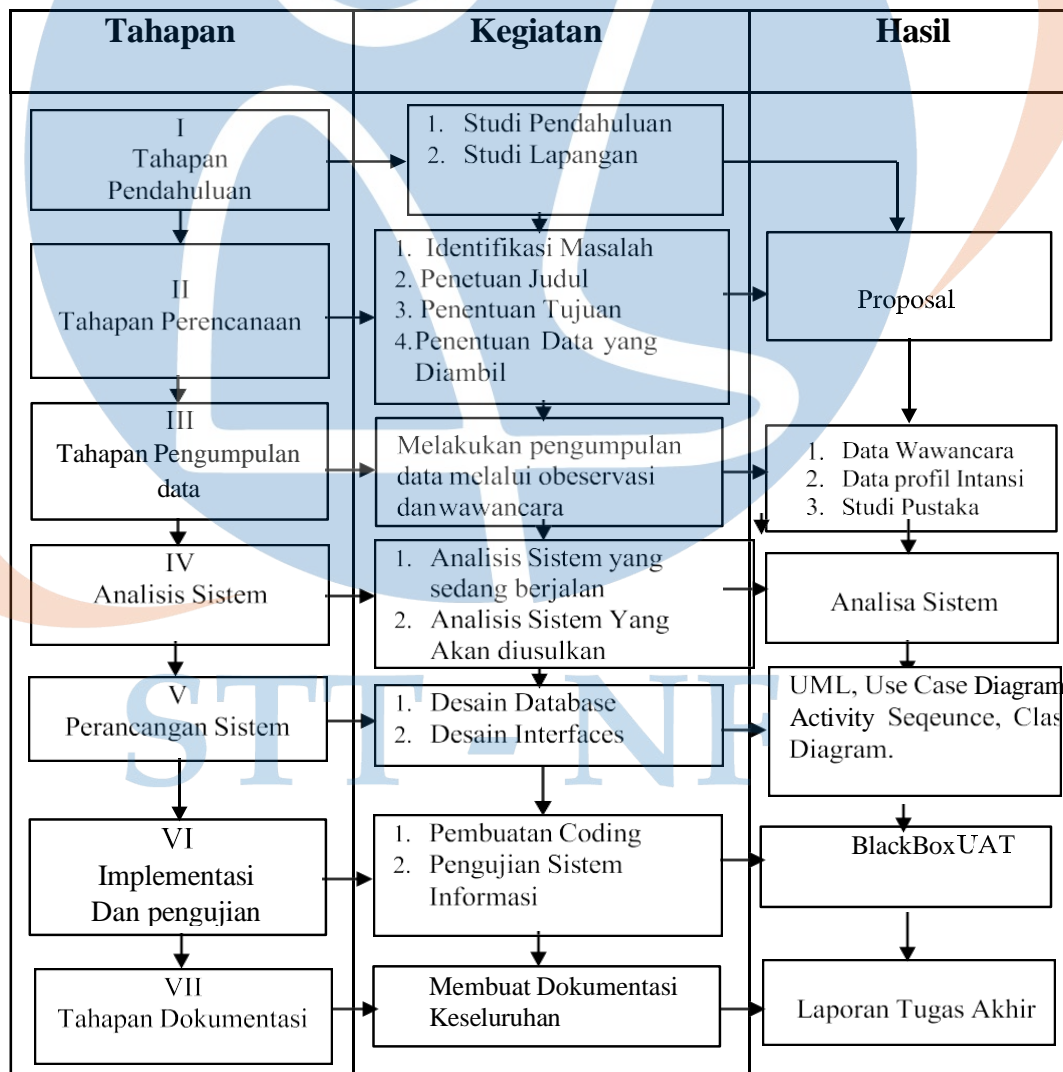 Tahapan
Kegiatan
Hasil
I
Tahapan
Pendahuluan
1. Studi Pendahuluan
2. Studi Lapangan
II
Tahapan Perencanaan
1. Identifikasi Masalah
2. Penetuan Judul
3. Penentuan Tujuan
4. Penentuan Data yang
Diambil
Proposal
III
Tahapan Pengumpulan
data
Melakukan pengumpulan
data melalui obeservasi
danwawancara
1. Data Wawancara
2. Data profil Intansi
3. Studi Pustaka
IV
Analisis Sistem
1. Analisis Sistem yang
sedang berjalan
2. Analisis Sistem Yang
Akan diusulkan
Analisa Sistem
V
Perancangan Sistem
1. Desain Database
2. Desain Interfaces
UML, Use Case Diagram
Activity Seqeunce, Clas
Diagram.
VI
Implementasi
Dan pengujian
1. Pembuatan Coding
2. Pengujian Sistem
Informasi
BlackBox UAT
VII
Tahapan Dokumentasi
Membuat Dokumentasi
Keseluruhan
Laporan Tugas Akhir
STT - NF